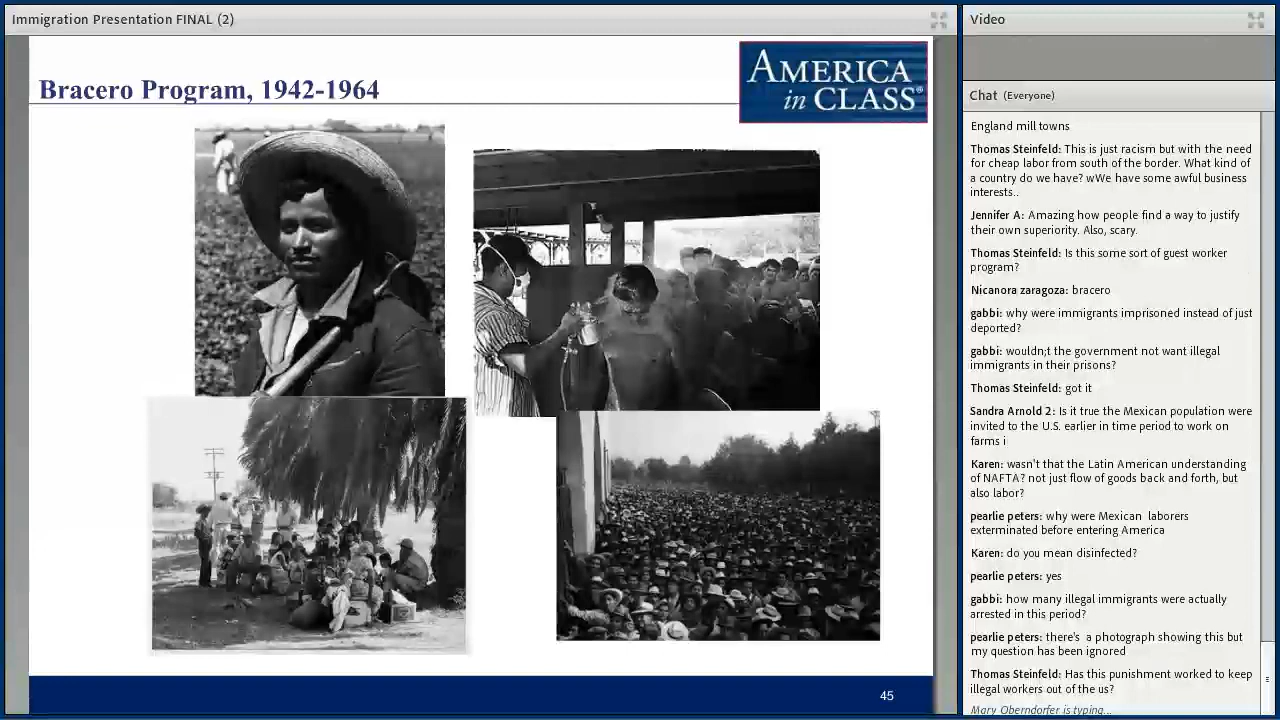 Immigration Presentation FINAL (2)
Bracero Program, 1942-1964
AMERICA
in CLASS®
45
Video
Chat (Everyone)
England mill towns
Thomas Steinfeld: This is just racism but with the need
for cheap labor from south of the border. What kind of
a country do we have? wWe have some awful business
interests..
Jennifer A: Amazing how people find a way to justify
their own superiority. Also, scary.
Thomas Steinfeld: Is this some sort of guest worker
program?
Nicanora zaragoza: bracero
gabbi: why were immigrants imprisoned instead of just
deported?
gabbi: wouldn;t the government not want illegal
immigrants in their prisons?
Thomas Steinfeld: got it
Sandra Arnold 2: Is it true the Mexican population were
invited to the U.S. earlier in time period to work on
farms i
Karen: wasn't that the Latin American understanding
of NAFTA? not just flow of goods back and forth, but
also labor?
pearlie peters: why were Mexican laborers
exterminated before entering America
Karen: do you mean disinfected?
pearlie peters: yes
gabbi: how many illegal immigrants were actually
arrested in this period?
pearlie peters: there's a photograph showing this but
my question has been ignored
Thomas Steinfeld: Has this punishment worked to keep
illegal workers out of the us?
Mary Oberndorfer is typing...